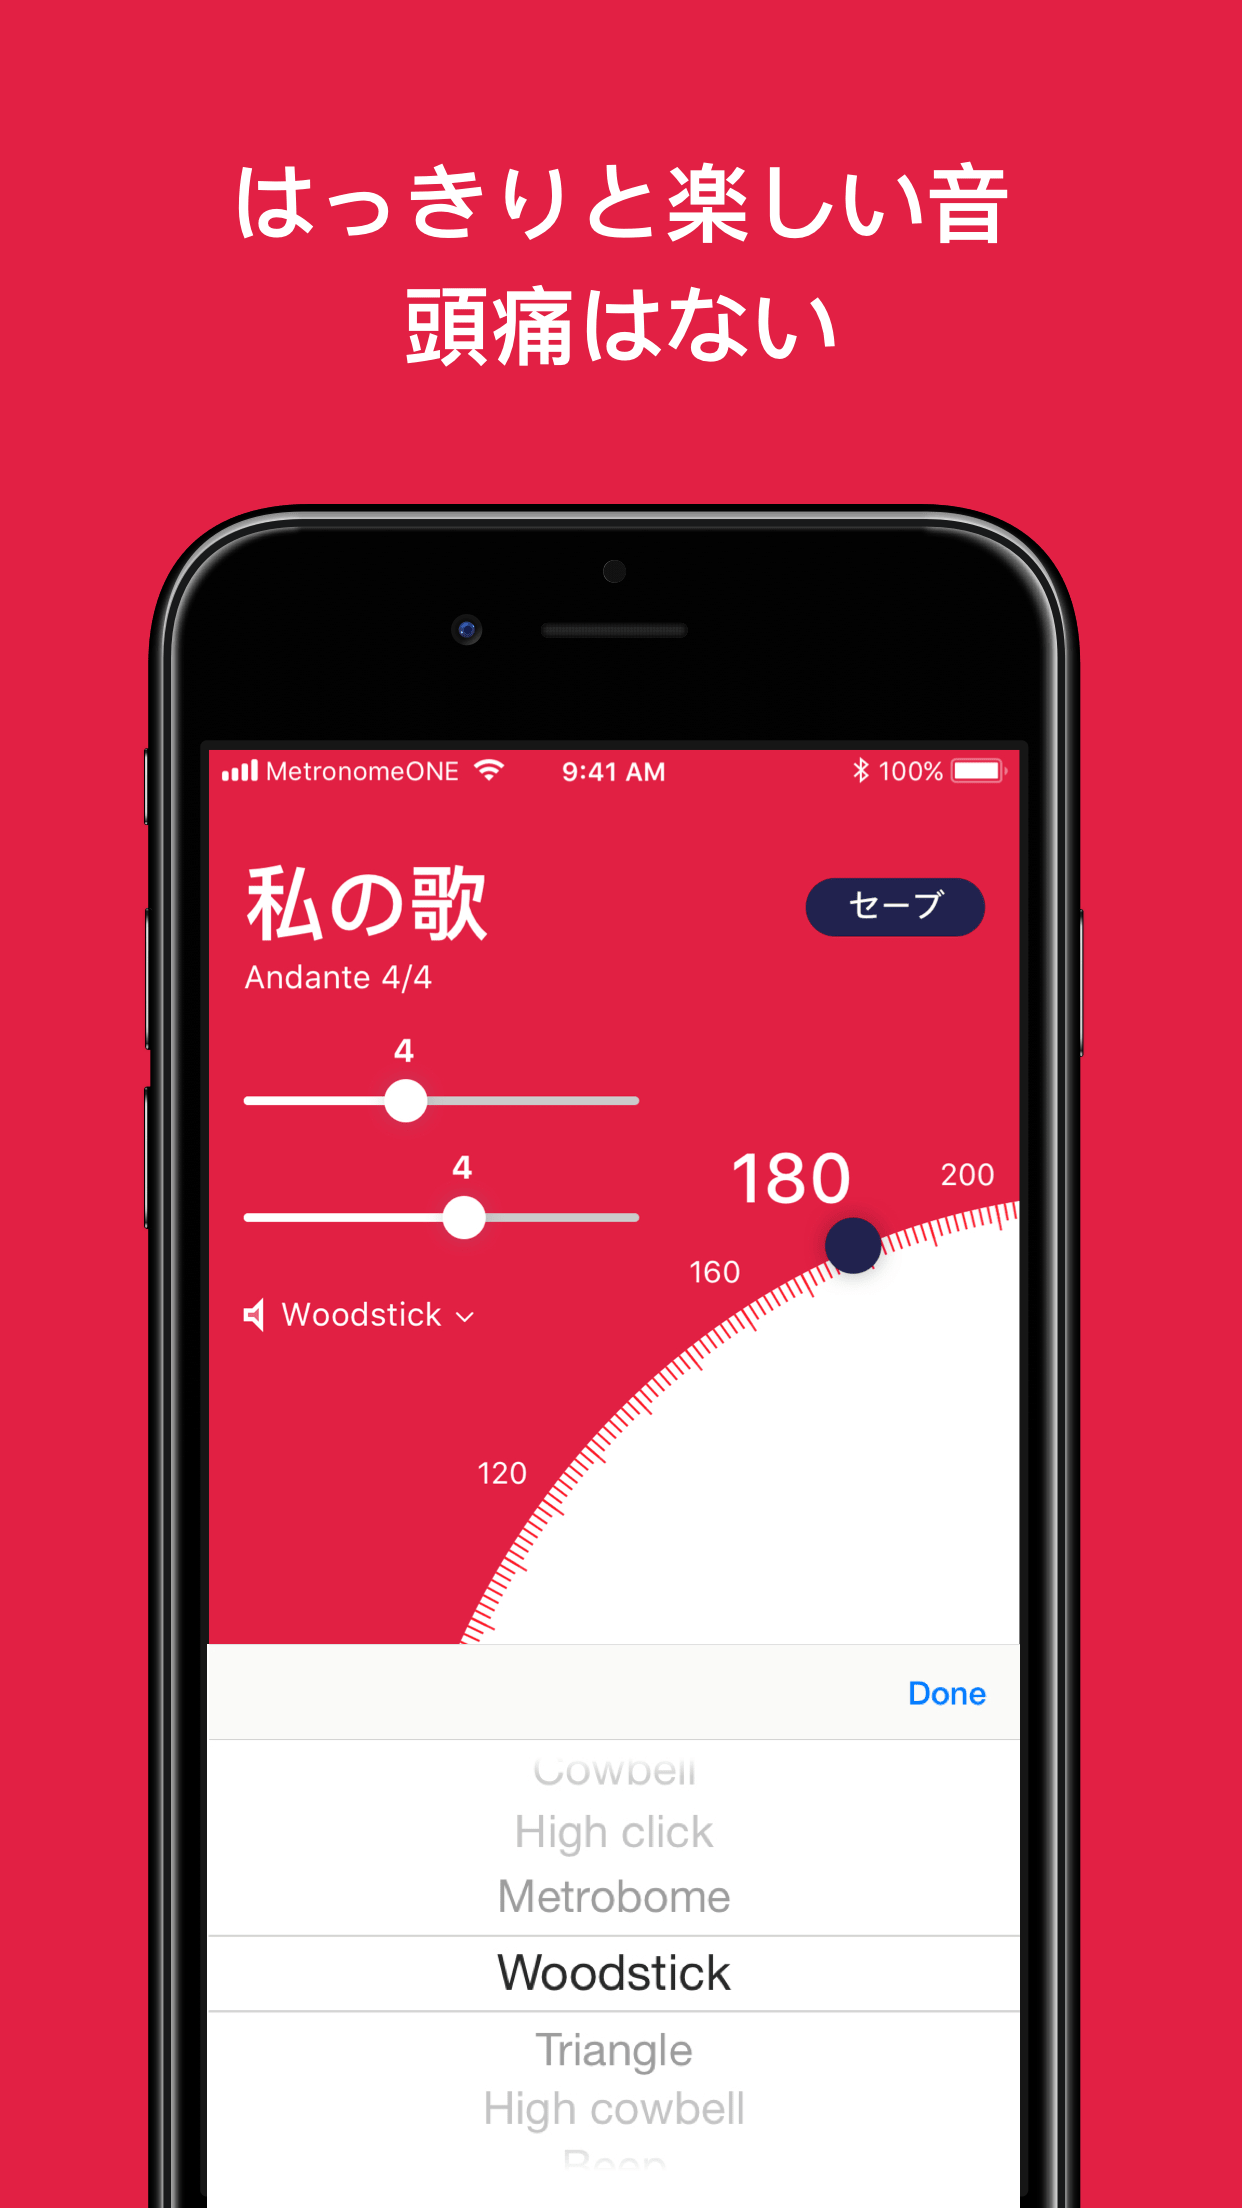 はっきりと楽しい音
頭痛はない
MetronomeONE 9:41 AM 100%
私の歌
セーブ
Andante 4/4
4
4
180
200
160
Woodstick
120
Done
Cowbell
High click
Metrobome
Woodstick
Triangle
High cowbell
Beep